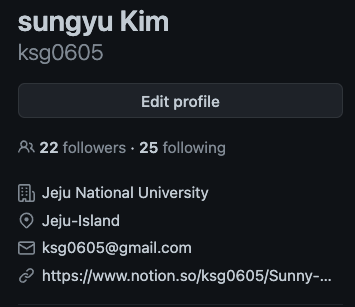 sungyu Kim
ksg0605
Edit profile
22 followers · 25 following
Jeju National University
Jeju-Island
ksg0605@gmail.com
https://www.notion.so/ksg0605/Sunny-...